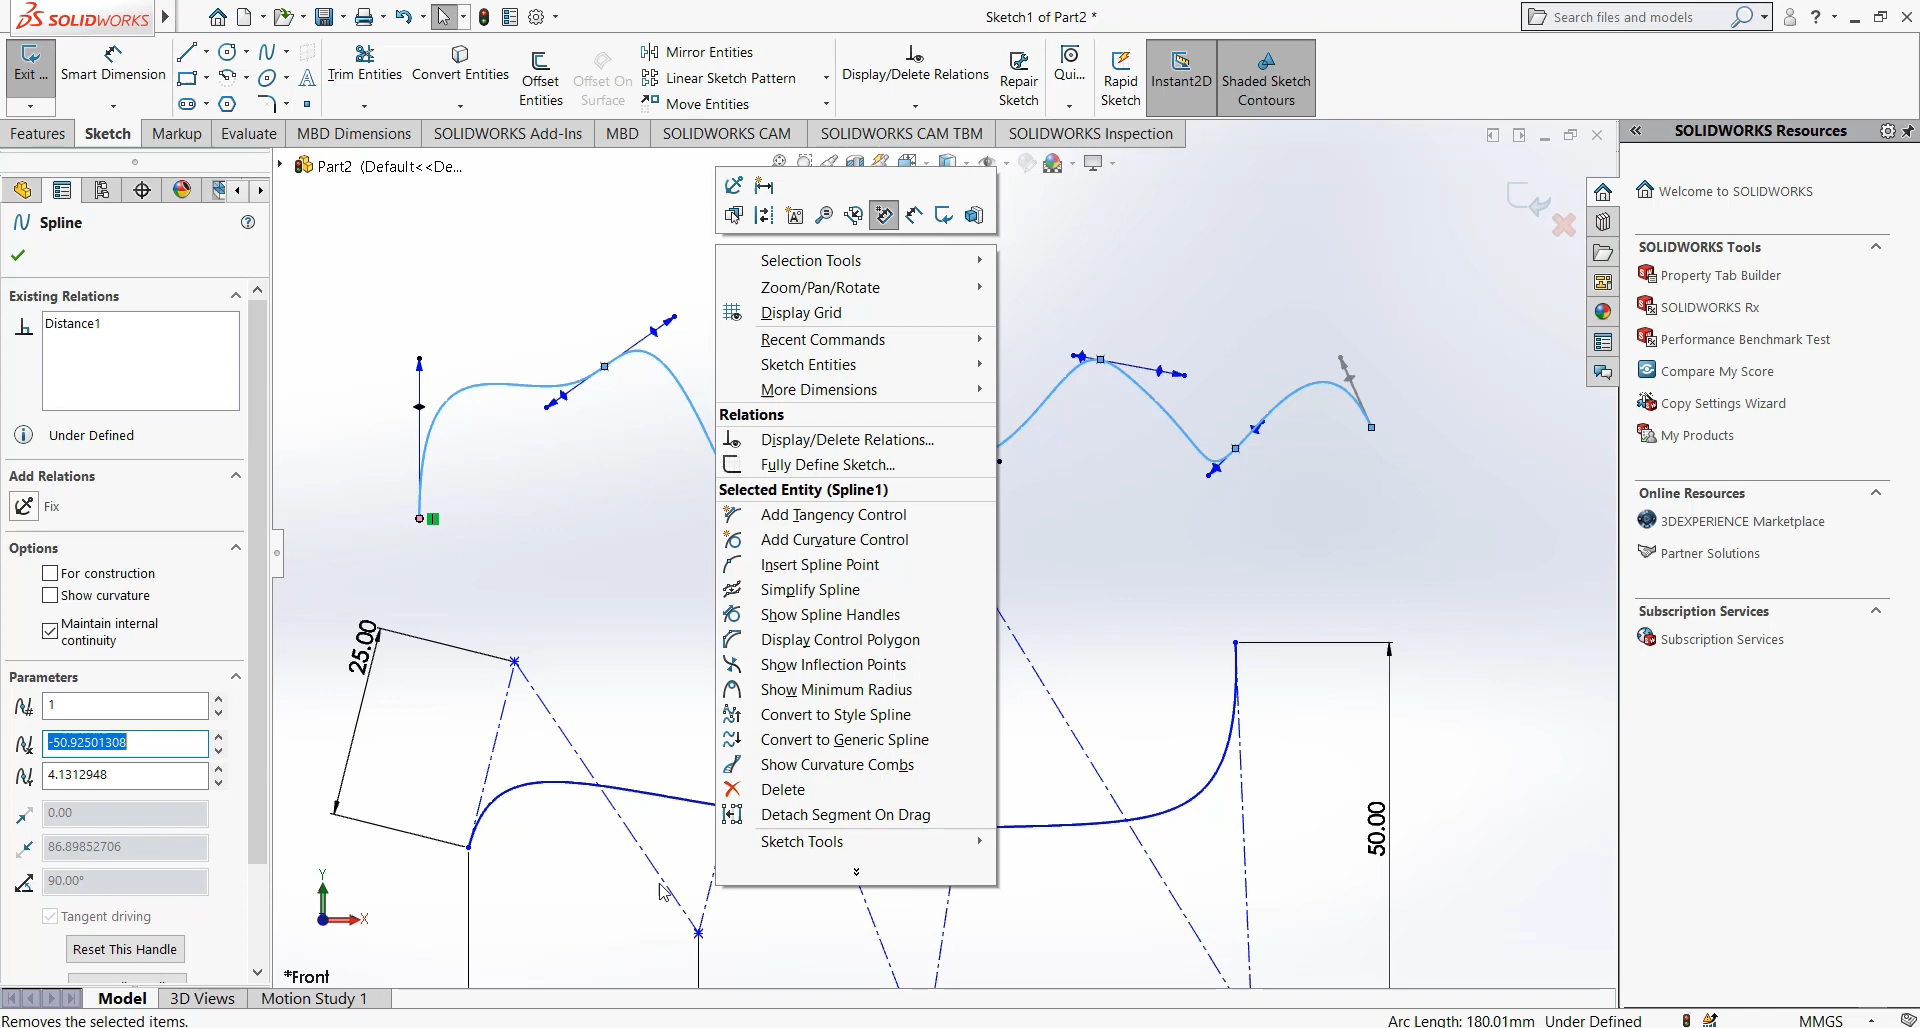 SOLIDWORKS
Sketch1 of Part2 *
Search files and models
Exit ...
Smart Dimension
Trim Entities
Convert Entities
Offset Entities
Offset On Surface
Mirror Entities
Linear Sketch Pattern
Move Entities
Display/Delete Relations
Repair Sketch
Qui...
Rapid Sketch
Instant2D
Shaded Sketch Contours
Features
Sketch
Markup
Evaluate
MBD Dimensions
SOLIDWORKS Add-Ins
MBD
SOLIDWORKS CAM
SOLIDWORKS CAM TBM
SOLIDWORKS Inspection
Part2 (Default<<De...
Spline
Existing Relations
Distance1
Under Defined
Add Relations
Fix
Options
For construction
Show curvature
Maintain internal
continuity
Parameters
1
-50.92501308
4.1312948
0.00
86.89852706
90.00°
Tangent driving
Reset This Handle
25.00
50.00
Y
X
*Front
Selection Tools
Zoom/Pan/Rotate
Display Grid
Recent Commands
Sketch Entities
More Dimensions
Relations
Display/Delete Relations...
Fully Define Sketch...
Selected Entity (Spline1)
Add Tangency Control
Add Curvature Control
Insert Spline Point
Simplify Spline
Show Spline Handles
Display Control Polygon
Show Inflection Points
Show Minimum Radius
Convert to Style Spline
Convert to Generic Spline
Show Curvature Combs
Delete
Detach Segment On Drag
Sketch Tools
SOLIDWORKS Resources
Welcome to SOLIDWORKS
SOLIDWORKS Tools
Property Tab Builder
SOLIDWORKS Rx
Performance Benchmark Test
Compare My Score
Copy Settings Wizard
My Products
Online Resources
3DEXPERIENCE Marketplace
Partner Solutions
Subscription Services
Subscription Services
Model
3D Views
Motion Study 1
Removes the selected items.
Arc Length: 180.01mm
Under Defined
MMGS